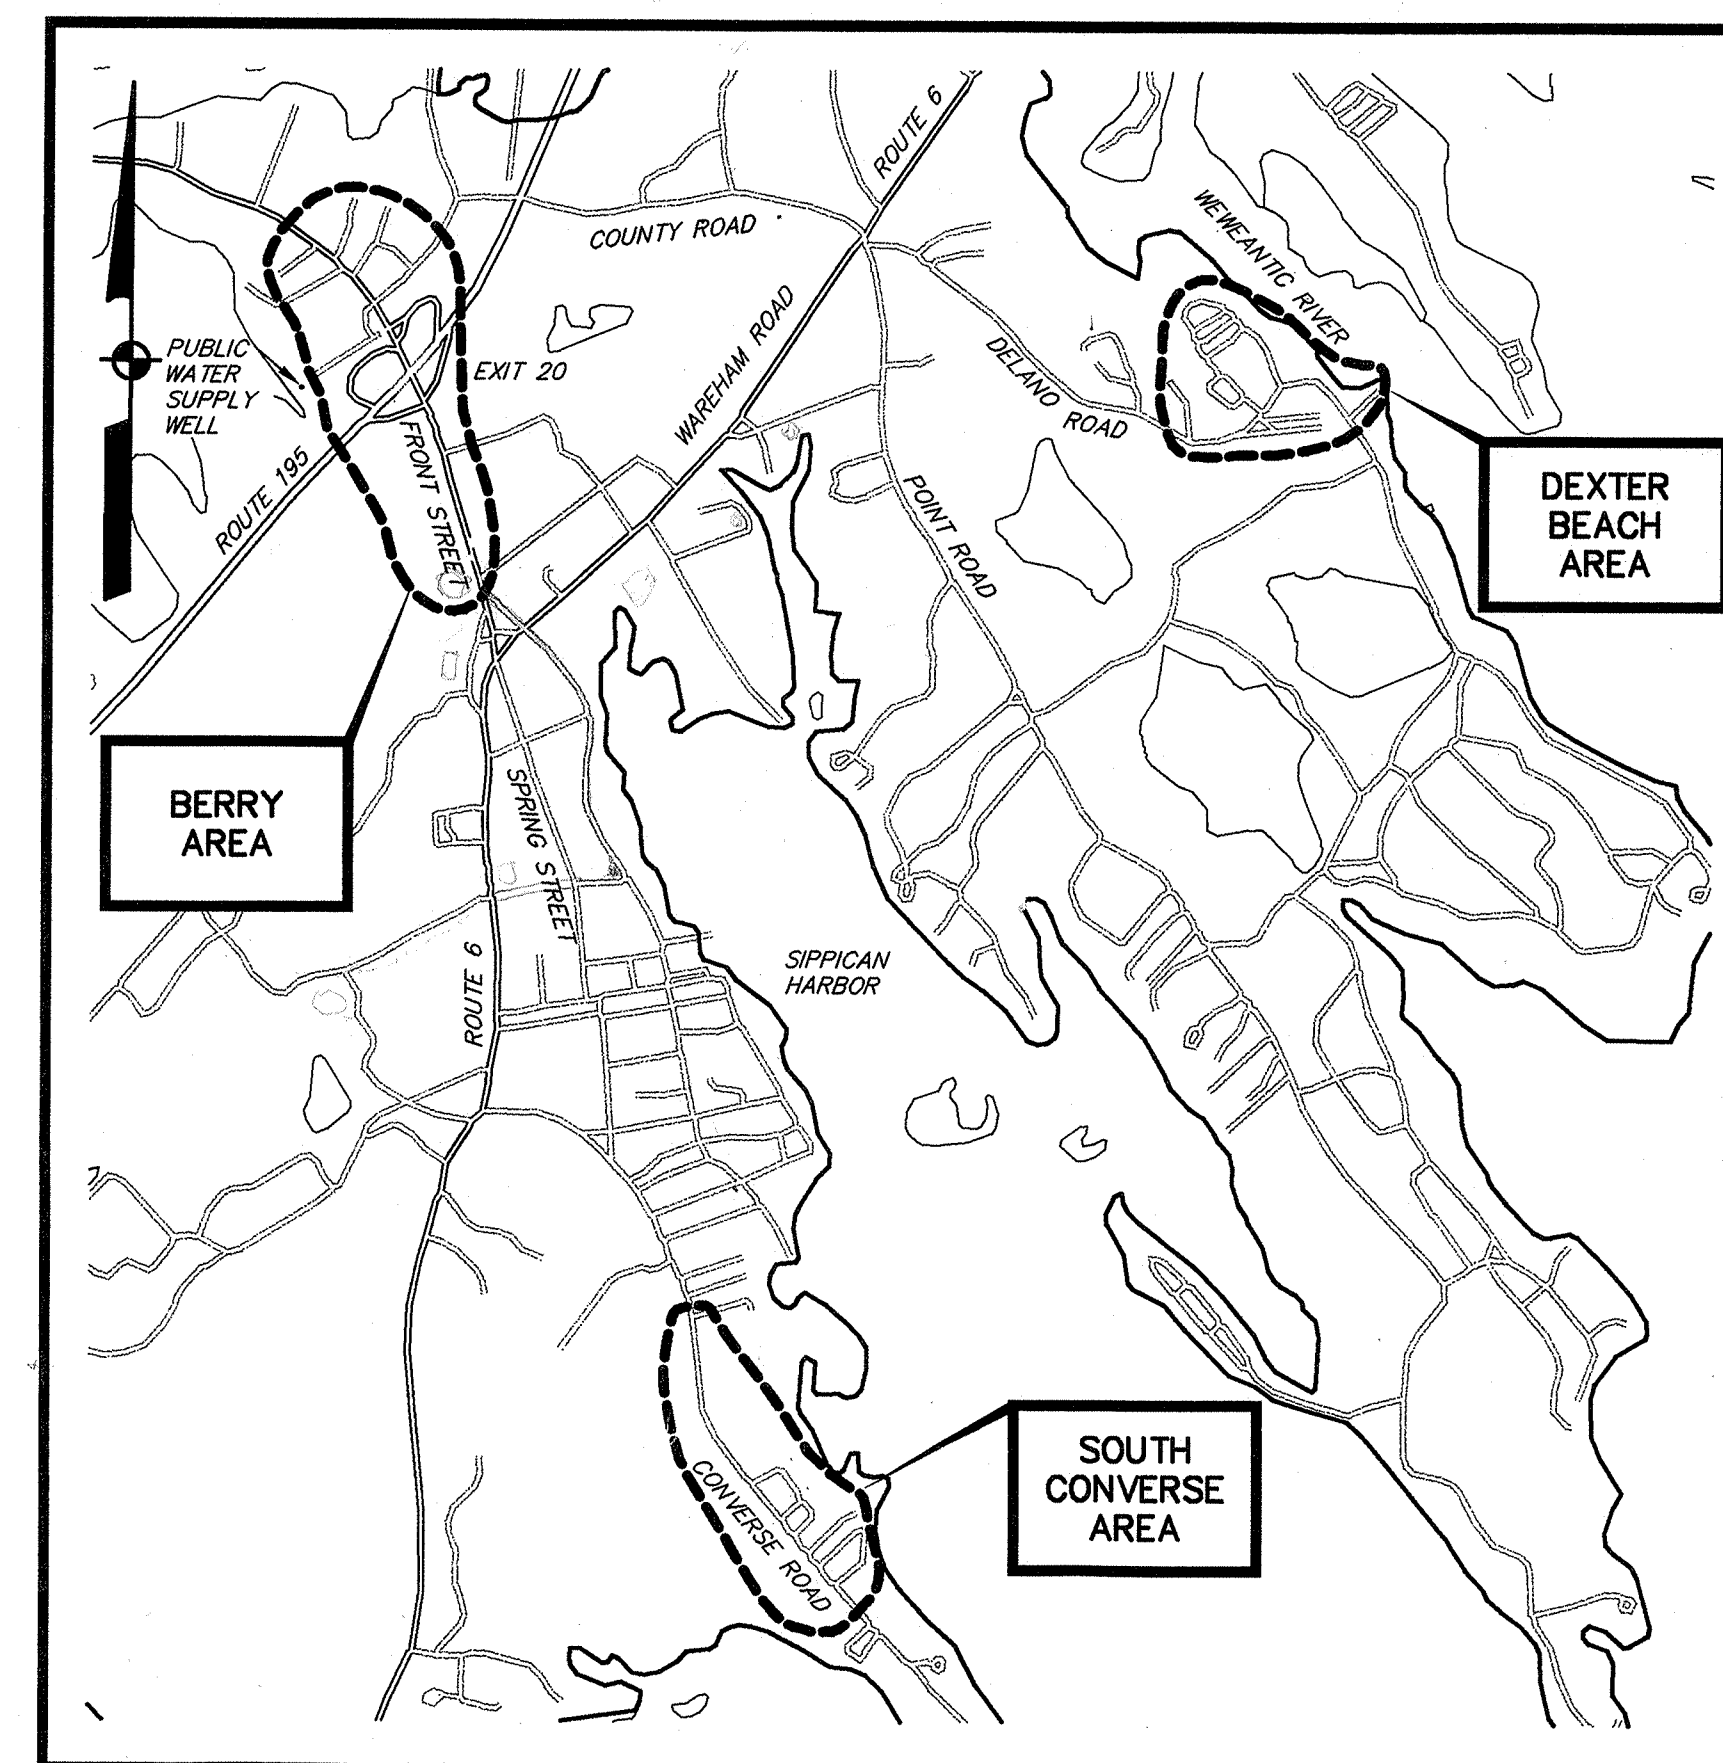 ROUTE 6
COUNTY ROAD
WEWEANTIC RIVER
WAREHAM ROAD
PUBLIC
WATER
SUPPLY
WELL
EXIT 20
DELANO ROAD
FRONT STREET
ROUTE 195
POINT ROAD
DEXTER
BEACH
AREA
BERRY
AREA
SPRING STREET
ROUTE 6
SIPPICAN
HARBOR
SOUTH
CONVERSE
AREA
CONVERSE ROAD